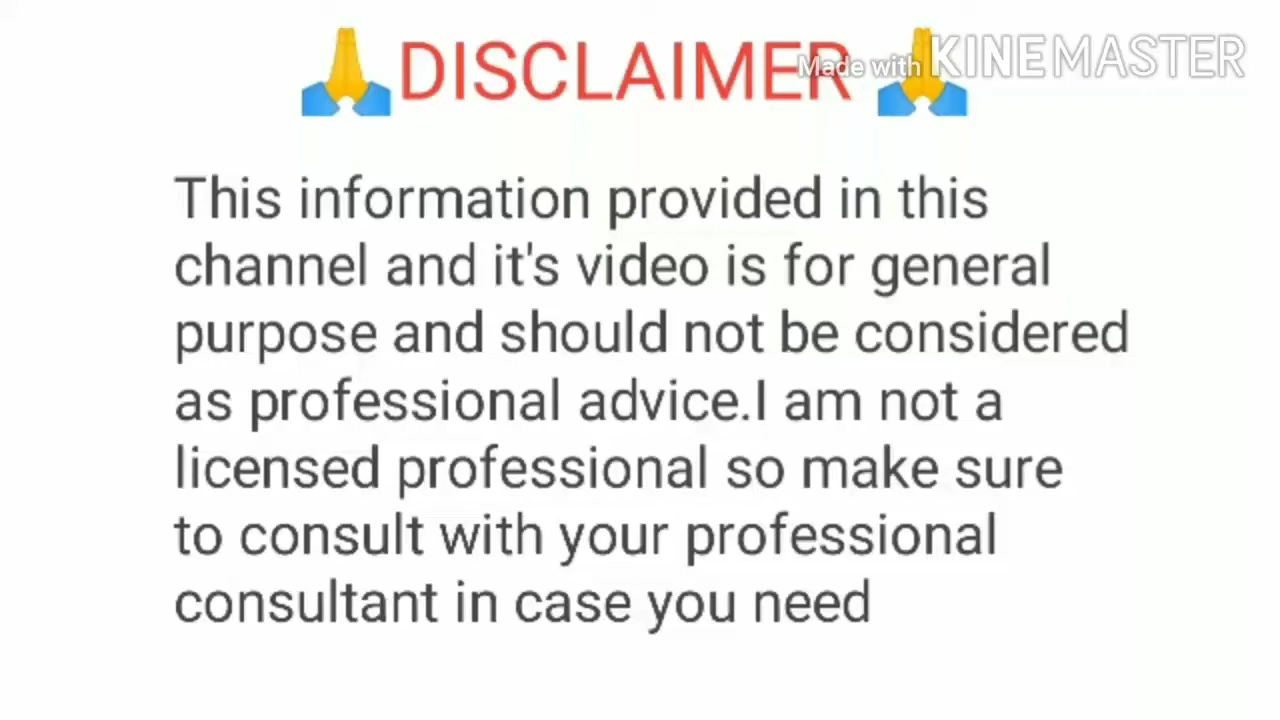 🙏DISCLAIMER🙏
Made with KINEMASTER
This information provided in this
channel and it's video is for general
purpose and should not be considered
as professional advice.I am not a
licensed professional so make sure
to consult with your professional
consultant in case you need